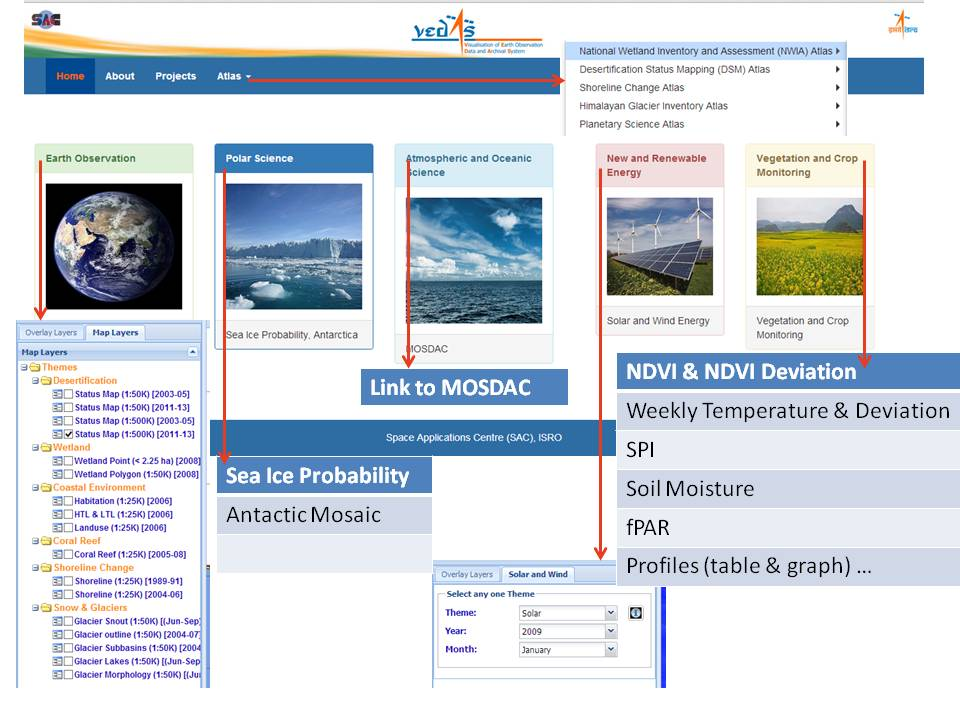 SAC
vedas
Visualisation of Earth Observation
Data and Archival System
Home About Projects Atlas
National Wetland Inventory and Assessment (NWIA) Atlas
Desertification Status Mapping (DSM) Atlas
Shoreline Change Atlas
Himalayan Glacier Inventory Atlas
Planetary Science Atlas
Earth Observation
Polar Science
Sea Ice Probability, Antarctica
Atmospheric and Oceanic
Science
MOSDAC
New and Renewable
Energy
Solar and Wind Energy
Vegetation and Crop
Monitoring
Vegetation and Crop
Monitoring
Overlay Layers Map Layers
Map Layers
Themes
Desertification
Status Map (1:50K) [2003-05]
Status Map (1:50K) [2011-13]
Status Map (1:500K) [2003-05]
Status Map (1:500K) [2011-13]
Wetland
Wetland Point (< 2.25 ha) [2008]
Wetland Polygon (1:50K) [2008]
Coastal Environment
Habitation (1:25K) [2006]
HTL & LTL (1:25K) [2006]
Landuse (1:25K) [2006]
Coral Reef
Coral Reef (1:25K) [2005-08]
Shoreline Change
Shoreline (1:25K) [1989-91]
Shoreline (1:25K) [2004-06]
Snow & Glaciers
Glacier Snout (1:50K) [(Jun-Sep
Glacier outline (1:50K) [2004-07
Glacier Subbasins (1:50K) [2004
Glacier Lakes (1:50K) [(Jun-Sep
Glacier Morphology (1:50K) [(Ju
Link to MOSDAC
Space Applications Centre (SAC), ISRO
Sea Ice Probability
Antactic Mosaic
Overlay Layers Solar and Wind
Select any one Theme
Theme: Solar
Year: 2009
Month: January
NDVI & NDVI Deviation
Weekly Temperature & Deviation
SPI
Soil Moisture
fPAR
Profiles (table & graph) ...